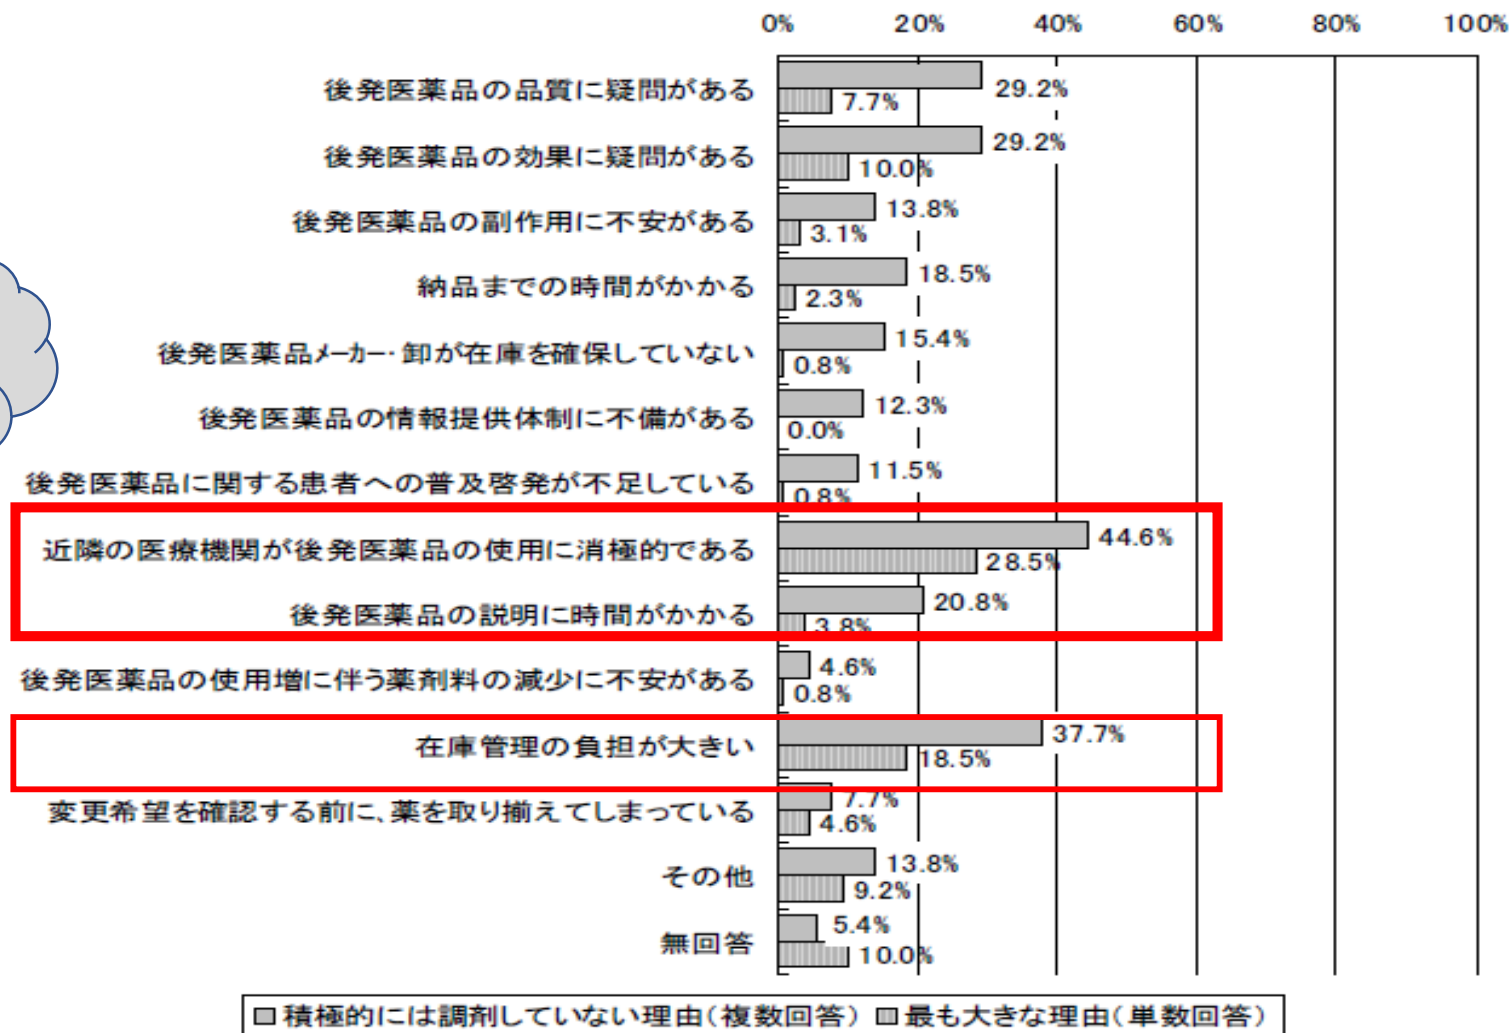 0% 20% 40% 60% 80% 100%
後発医薬品の品質に疑問がある 29.2%
7.7%
後発医薬品の効果に疑問がある 29.2%
10.0%
後発医薬品の副作用に不安がある 13.8%
3.1%
納品までの時間がかかる 18.5%
2.3%
後発医薬品メーカー・卸が在庫を確保していない 15.4%
0.8%
後発医薬品の情報提供体制に不備がある 12.3%
0.0%
後発医薬品に関する患者への普及啓発が不足している 11.5%
0.8%
近隣の医療機関が後発医薬品の使用に消極的である 44.6%
28.5%
後発医薬品の説明に時間がかかる 20.8%
3.8%
後発医薬品の使用増に伴う薬剤料の減少に不安がある 4.6%
0.8%
在庫管理の負担が大きい 37.7%
18.5%
変更希望を確認する前に、薬を取り揃えてしまっている 7.7%
4.6%
その他 13.8%
9.2%
無回答 5.4%
10.0%
積極的には調剤していない理由(複数回答) 最も大きな理由(単数回答)